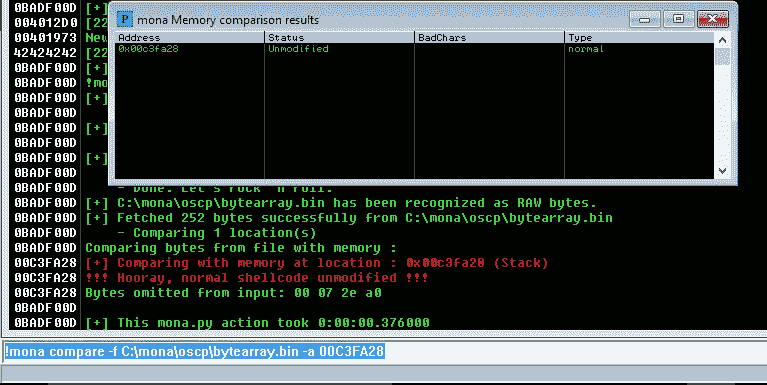 0BADF00D [+]
mona Memory comparison results
004012D0 [22
00401973 New
42424242 [22
0BADF00D [+]
0BADF00D !mo
0BADF00D [+]
0BADF00D
0BADF00D [+]
0BADF00D
0BADF00D [+]
Address Status BadChars Type
0x00c3fa28 Unmodified normal
0BADF00D - Done. Let's rock 'n roll.
0BADF00D [+] C:\mona\oscp\bytearray.bin has been recognized as RAW bytes.
0BADF00D [+] Fetched 252 bytes successfully from C:\mona\oscp\bytearray.bin
0BADF00D - Comparing 1 location(s)
0BADF00D Comparing bytes from file with memory :
00C3FA28 [+] Comparing with memory at location : 0x00c3fa28 (Stack)
00C3FA28 !!! Hooray, normal shellcode unmodified !!!
00C3FA28 Bytes omitted from input: 00 07 2e a0
0BADF00D
0BADF00D [+] This mona.py action took 0:00:00.376000
!mona compare -f C:\mona\oscp\bytearray.bin -a 00C3FA28